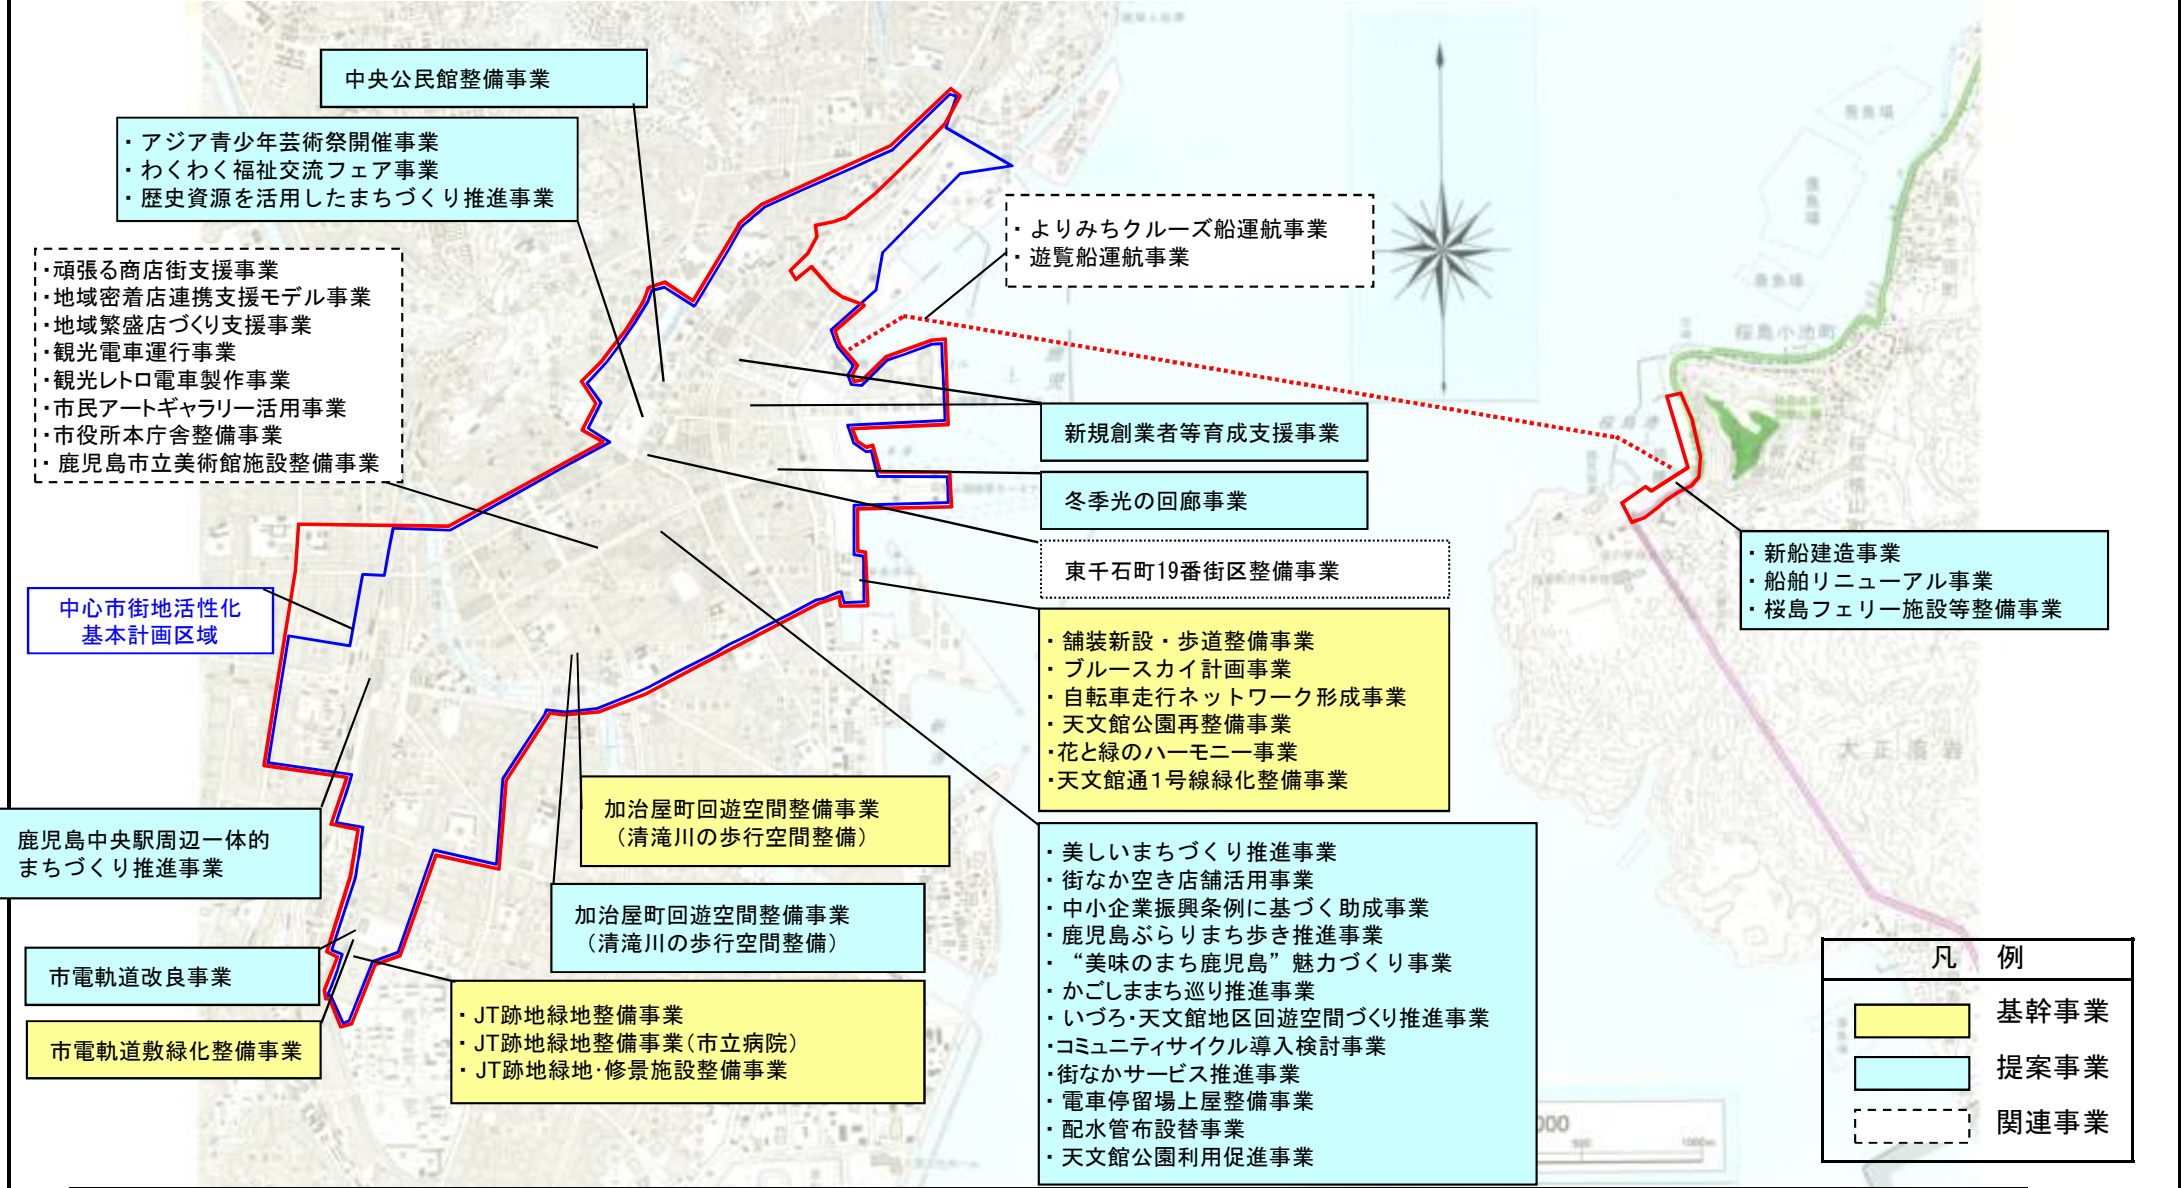 中央公民館整備事業
・アジア青少年芸術祭開催事業
・わくわく福祉交流フェア事業
・歴史資源を活用したまちづくり推進事業
・よりみちクルーズ船運航事業
・遊覧船運航事業
・頑張る商店街支援事業
・地域密着店連携支援モデル事業
・地域繁盛店づくり支援事業
・観光電車運行事業
・観光レトロ電車製作事業
・市民アートギャラリー活用事業
・市役所本庁舎整備事業
・鹿児島市立美術館施設整備事業
桜島小池町
新規創業者等育成支援事業
冬季光の回廊事業
東千石町19番街区整備事業
・新船建造事業
・船舶リニューアル事業
・桜島フェリー施設等整備事業
中心市街地活性化
基本計画区域
・舗装新設・歩道整備事業
・ブルースカイ計画事業
・自転車走行ネットワーク形成事業
・天文館公園再整備事業
・花と緑のハーモニー事業
・天文館通1号線緑化整備事業
大正溶岩
加治屋町回遊空間整備事業
（清滝川の歩行空間整備）
鹿児島中央駅周辺一体的
まちづくり推進事業
加治屋町回遊空間整備事業
（清滝川の歩行空間整備）
・美しいまちづくり推進事業
・街なか空き店舗活用事業
・中小企業振興条例に基づく助成事業
・鹿児島ぶらりまち歩き推進事業
・“美味のまち鹿児島”魅力づくり事業
・かごしままち巡り推進事業
・いづろ・天文館地区回遊空間づくり推進事業
・コミュニティサイクル導入検討事業
・街なかサービス推進事業
・電車停留場上屋整備事業
・配水管布設替事業
・天文館公園利用促進事業
市電軌道改良事業
市電軌道敷緑化整備事業
・JT跡地緑地整備事業
・JT跡地緑地整備事業（市立病院）
・JT跡地緑地・修景施設整備事業
凡 例
基幹事業
提案事業
関連事業
000
500
1000m